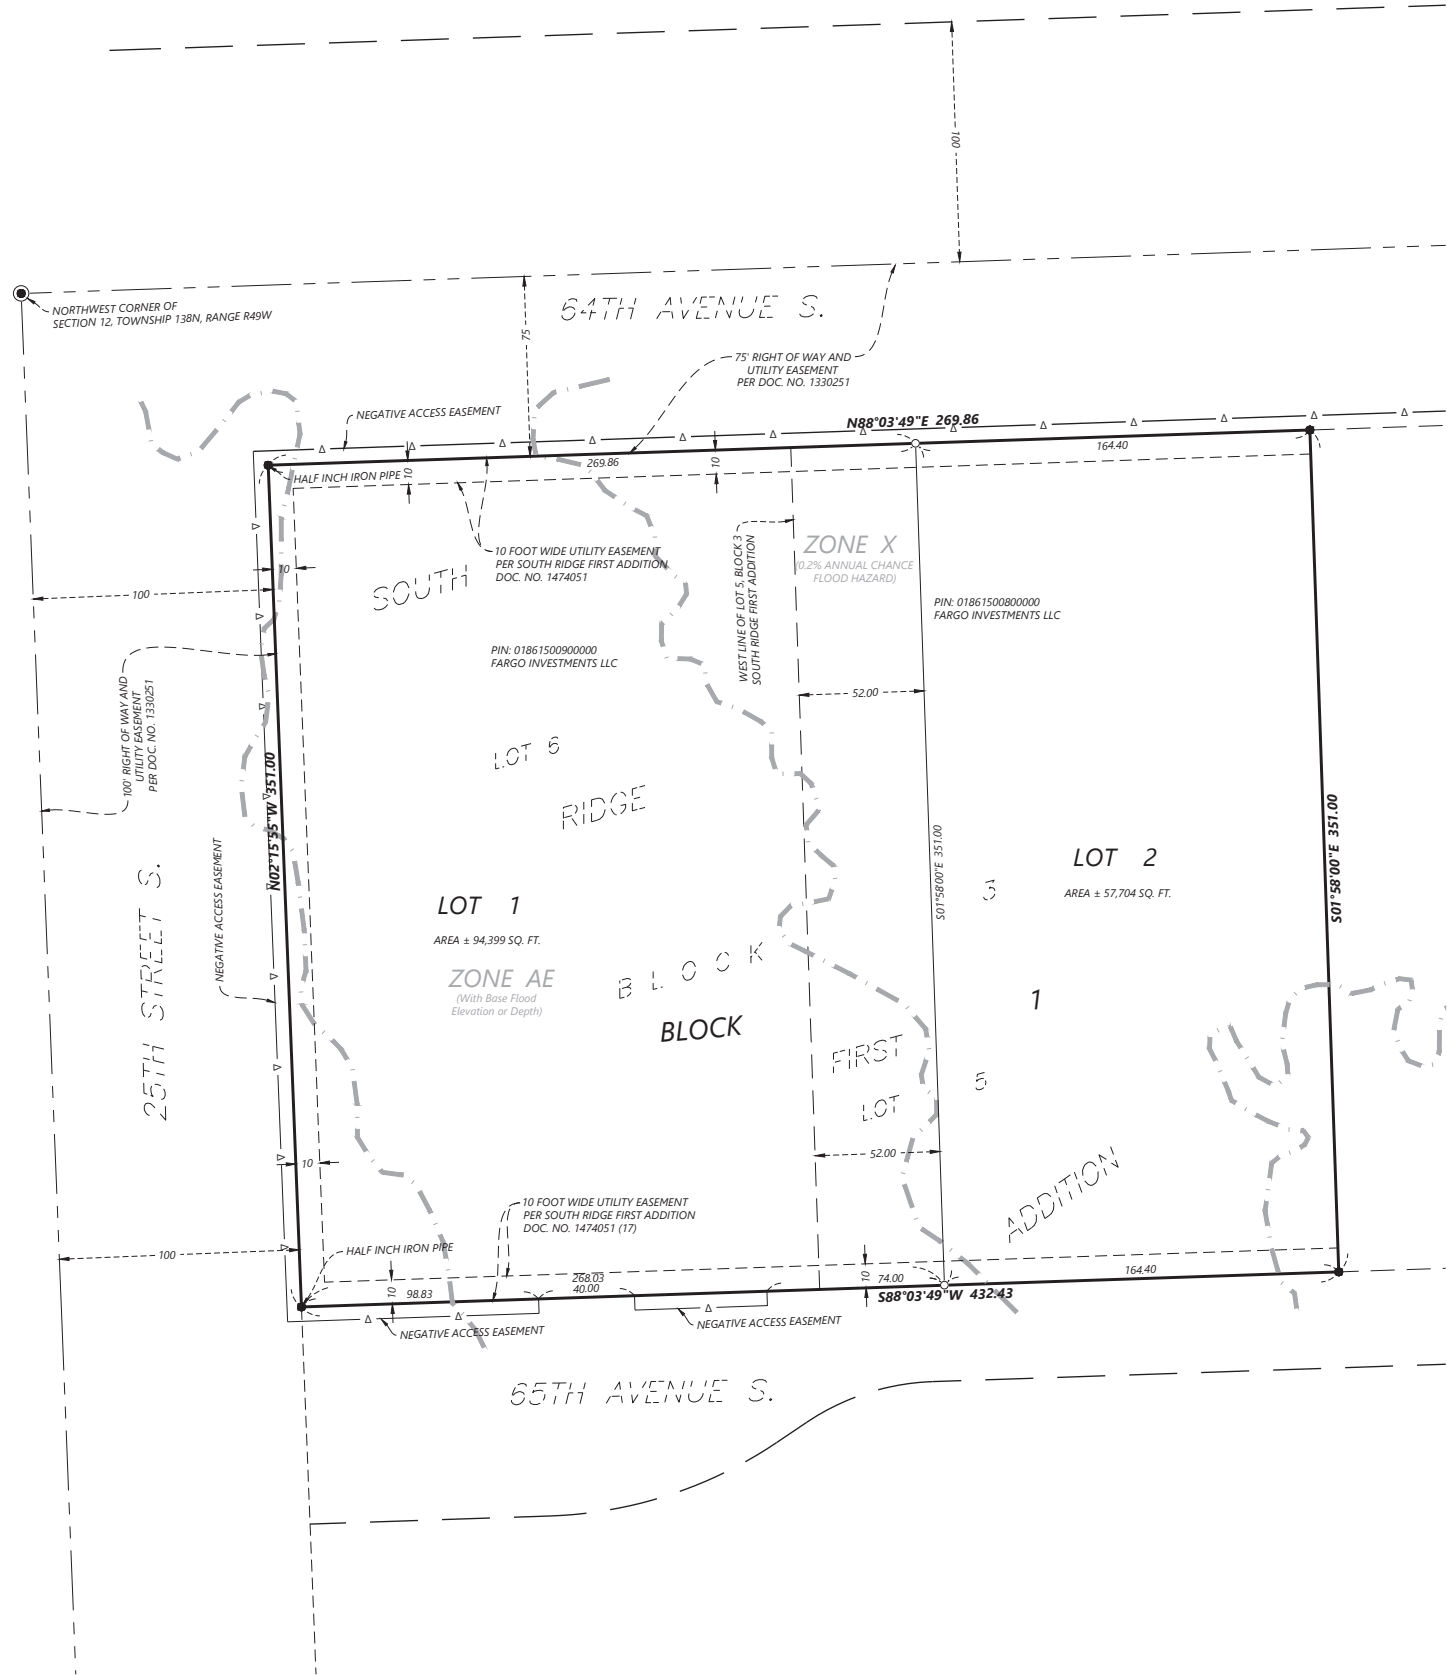 100
NORTHWEST CORNER OF
SECTION 12, TOWNSHIP 138N, RANGE R49W
64TH AVENUE S.
75
75' RIGHT OF WAY AND
UTILITY EASEMENT
PER DOC. NO. 1330251
NEGATIVE ACCESS EASEMENT
N88°03'49"E 269.86
269.86
164.40
10
10
HALF INCH IRON PIPE
10 FOOT WIDE UTILITY EASEMENT
PER SOUTH RIDGE FIRST ADDITION
DOC. NO. 1474051
WEST LINE OF LOT 5, BLOCK 3
SOUTH RIDGE FIRST ADDITION
ZONE X
(0.2% ANNUAL CHANCE
FLOOD HAZARD)
10
100
SOUTH
PIN: 01861500800000
FARGO INVESTMENTS LLC
PIN: 01861500900000
FARGO INVESTMENTS LLC
100' RIGHT OF WAY AND
UTILITY EASEMENT
PER DOC. NO. 1330251
52.00
LOT 6
RIDGE
N02°15'55"W 351.00
S01°58'00"E 351.00
S01°58'00"E 351.00
NEGATIVE ACCESS EASEMENT
25TH STREET S.
LOT 2
AREA ± 57,704 SQ. FT.
3
LOT 1
AREA ± 94,399 SQ. FT.
ZONE AE
(With Base Flood
Elevation or Depth)
BLOCK
BLOCK
1
FIRST
LOT
5
52.00
10
ADDITION
10 FOOT WIDE UTILITY EASEMENT
PER SOUTH RIDGE FIRST ADDITION
DOC. NO. 1474051 (17)
100
HALF INCH IRON PIPE
268.03
10
98.83
40.00
10
74.00
164.40
S88°03'49"W 432.43
NEGATIVE ACCESS EASEMENT
NEGATIVE ACCESS EASEMENT
65TH AVENUE S.